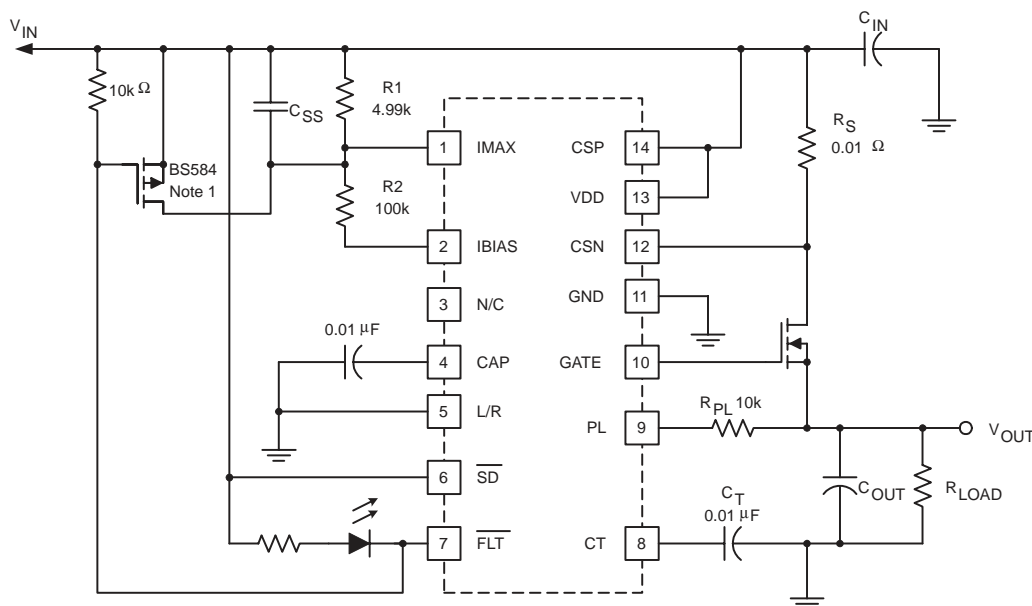 VIN
CIN
10k Ω
CSS
R1
4.99k
RS
0.01 Ω
BS584
Note 1
1
IMAX
CSP
14
R2
100k
VDD
13
2
IBIAS
CSN
12
3
N/C
GND
11
0.01 μF
4
CAP
GATE
10
5
L/R
PL
9
RPL 10k
VOUT
6
SD
COUT
RLOAD
CT
0.01 μF
7
FLT
CT
8